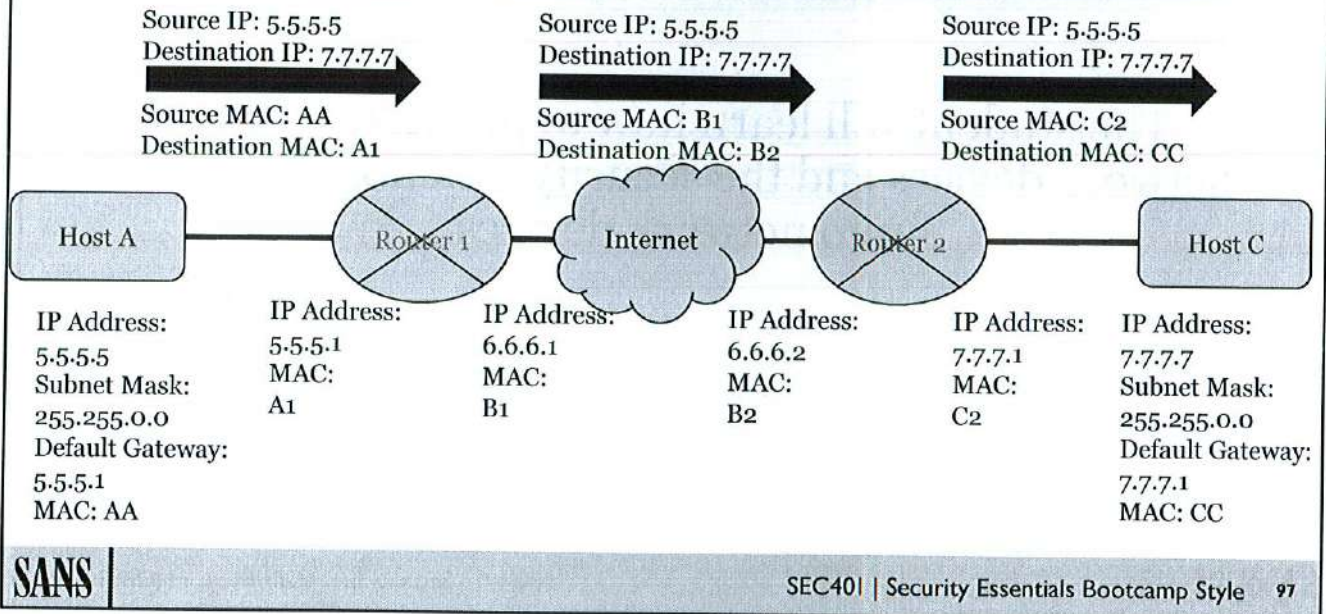 Source IP: 5.5.5.5
Destination IP: 7.7.7.7
Source MAC: AA
Destination MAC: A1
Source IP: 5.5.5.5
Destination IP: 7.7.7.7
Source MAC: B1
Destination MAC: B2
Source IP: 5.5.5.5
Destination IP: 7.7.7.7
Source MAC: C2
Destination MAC: CC
Host A
Router 1
Internet
Router 2
Host C
IP Address:
5.5.5.5
Subnet Mask:
255.255.0.0
Default Gateway:
5.5.5.1
MAC: AA
IP Address:
5.5.5.1
MAC:
A1
IP Address:
6.6.6.1
MAC:
B1
IP Address:
6.6.6.2
MAC:
B2
IP Address:
7.7.7.1
MAC:
C2
IP Address:
7.7.7.7
Subnet Mask:
255.255.0.0
Default Gateway:
7.7.7.1
MAC: CC
SANS
SEC401 | Security Essentials Bootcamp Style 97